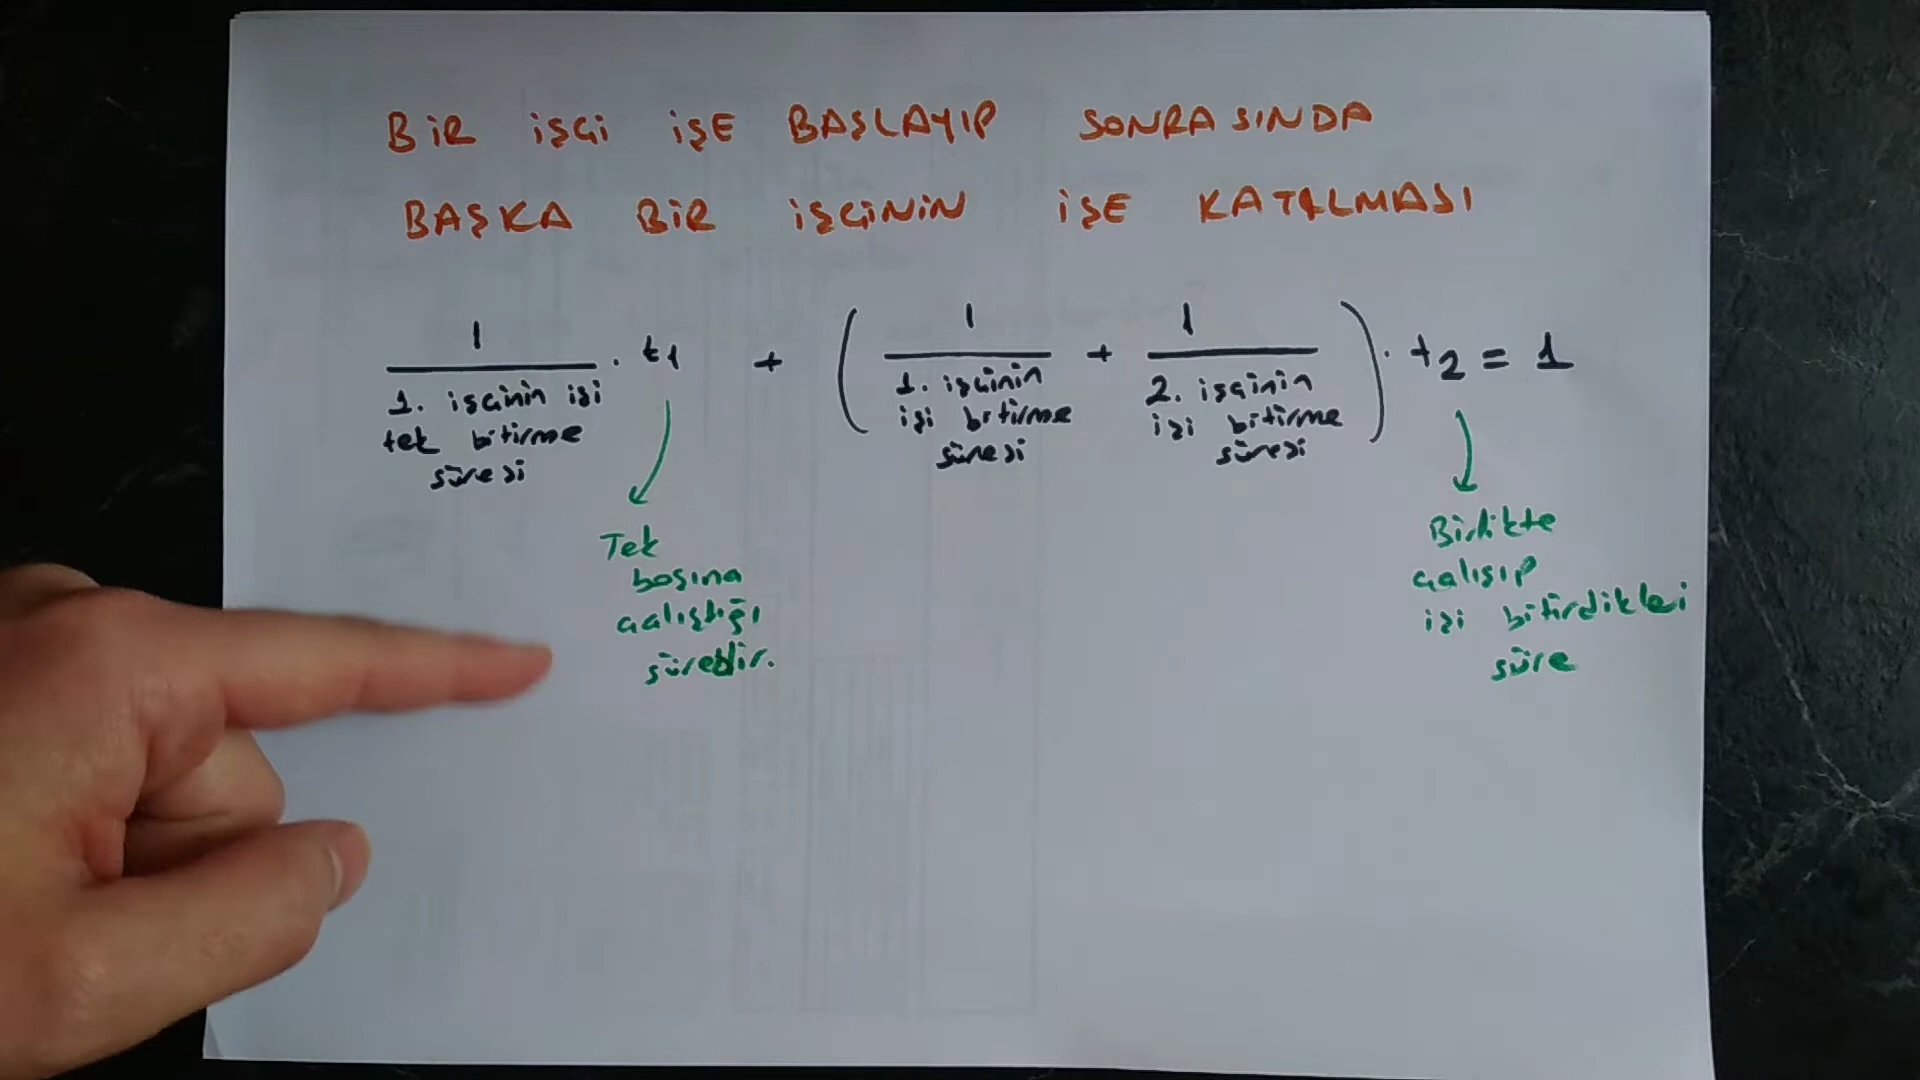 BİR İŞÇİ İŞE BAŞLAYIP SONRASINDA
BAŞKA BİR İŞÇİNİN İŞE KATILMASI
1 / 1. işçinin işi tek bitirme süresi . t1 + ( 1 / 1. işçinin işi bitirme süresi + 1 / 2. işçinin işi bitirme süresi ) . t2 = 1
Tek
başına
çalıştığı
süredir.
Birlikte
çalışıp
işi bitirdikleri
süre